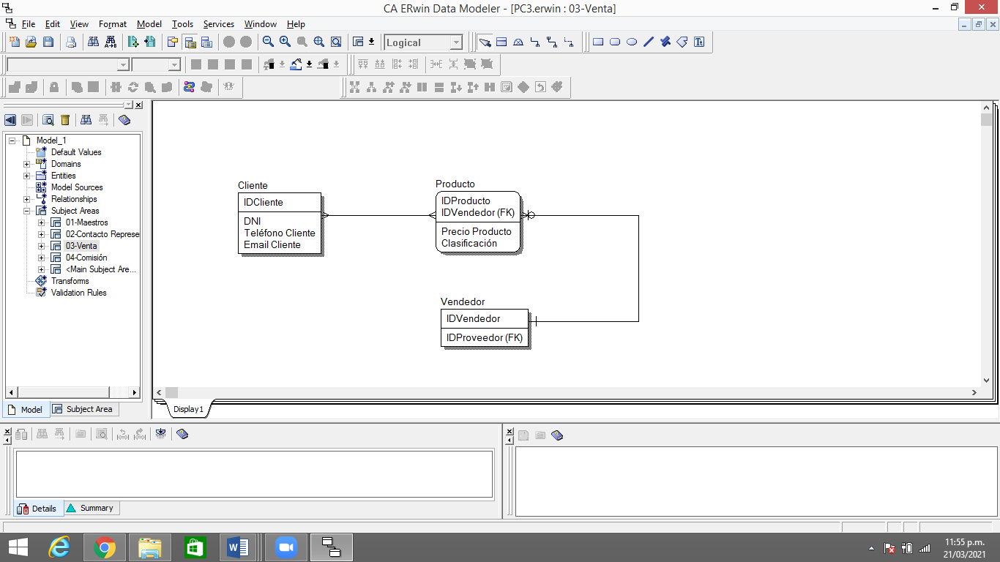 CA ERwin Data Modeler - [PC3.erwin : 03-Venta]
File Edit View Format Model Tools Services Window Help
Logical
Model_1
Default Values
Domains
Entities
Model Sources
Relationships
Subject Areas
01-Maestros
02-Contacto Represe
03-Venta
04-Comisión
<Main Subject Are...
Transforms
Validation Rules
Model
Subject Area
Cliente
IDCliente
DNI
Teléfono Cliente
Email Cliente
Producto
IDProducto
IDVendedor (FK)
Precio Producto
Clasificación
Vendedor
IDVendedor
IDProveedor (FK)
Display1
Details
Summary
11:55 p.m.
21/03/2021